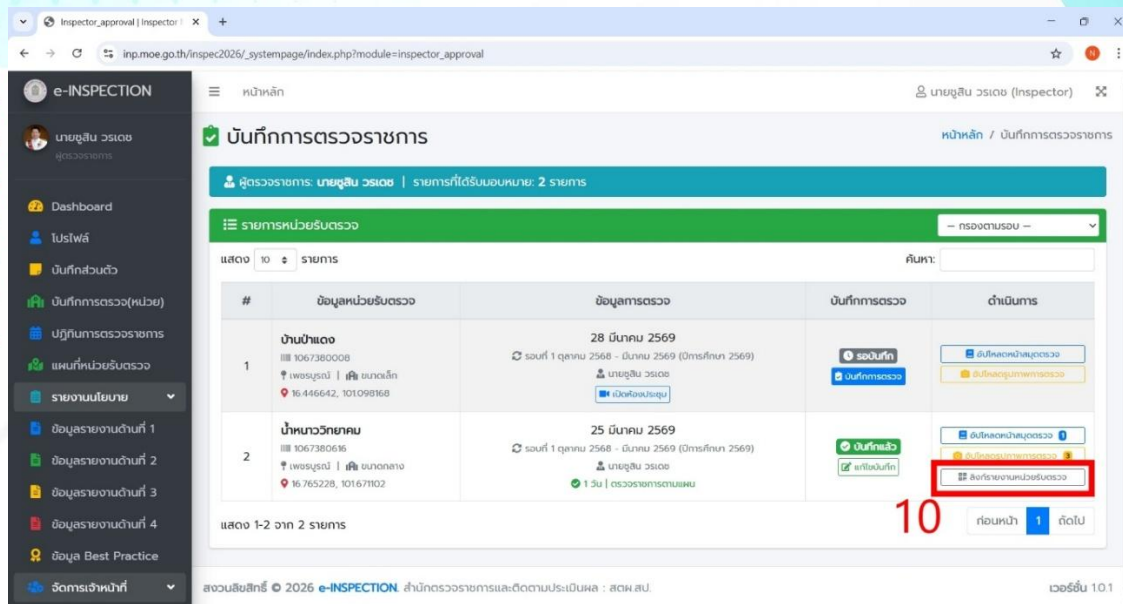 Inspector_approval | Inspector
inp.moe.go.th/inspec2026/_systempage/index.php?module=inspector_approval
N
e-INSPECTION
หน้าหลัก
นายชูสิน วรเดช (Inspector)
นายชูสิน วรเดช
ผู้ตรวจราชการ
บันทึกการตรวจราชการ
หน้าหลัก / บันทึกการตรวจราชการ
ผู้ตรวจราชการ: นายชูสิน วรเดช | รายการที่ได้รับมอบหมาย: 2 รายการ
Dashboard
โปรไฟล์
บันทึกส่วนตัว
บันทึกการตรวจ(หน่วย)
ปฏิทินการตรวจราชการ
แผนที่หน่วยรับตรวจ
รายงานนโยบาย
ข้อมูลรายงานด้านที่ 1
ข้อมูลรายงานด้านที่ 2
ข้อมูลรายงานด้านที่ 3
ข้อมูลรายงานด้านที่ 4
ข้อมูล Best Practice
จัดการเจ้าหน้าที่
รายการหน่วยรับตรวจ
— กรองตามรอบ —
แสดง 10 รายการ
ค้นหา:
# ข้อมูลหน่วยรับตรวจ ข้อมูลการตรวจ บันทึกการตรวจ ดำเนินการ
1
บ้านป่าแดง
1067380008
เพชรบูรณ์ | ขนาดเล็ก
16.446642, 101.098168
28 มีนาคม 2569
รอบที่ 1 ตุลาคม 2568 - มีนาคม 2569 (ปีการศึกษา 2569)
นายชูสิน วรเดช
เปิดห้องประชุม
รอบันทึก
บันทึกการตรวจ
อัปโหลดหน้าสมุดตรวจ
อัปโหลดรูปภาพการตรวจ
2
น้ำหนาววิทยาคม
1067380616
เพชรบูรณ์ | ขนาดกลาง
16.765228, 101.671102
25 มีนาคม 2569
รอบที่ 1 ตุลาคม 2568 - มีนาคม 2569 (ปีการศึกษา 2569)
นายชูสิน วรเดช
1 วัน | ตรวจราชการตามแผน
บันทึกแล้ว
แก้ไขบันทึก
อัปโหลดหน้าสมุดตรวจ 1
อัปโหลดรูปภาพการตรวจ 3
ลิงก์รายงานหน่วยรับตรวจ
10
แสดง 1-2 จาก 2 รายการ
ก่อนหน้า 1 ถัดไป
สงวนลิขสิทธิ์ © 2026 e-INSPECTION. สำนักตรวจราชการและติดตามประเมินผล : สตผ.สป.
เวอร์ชั่น 1.0.1